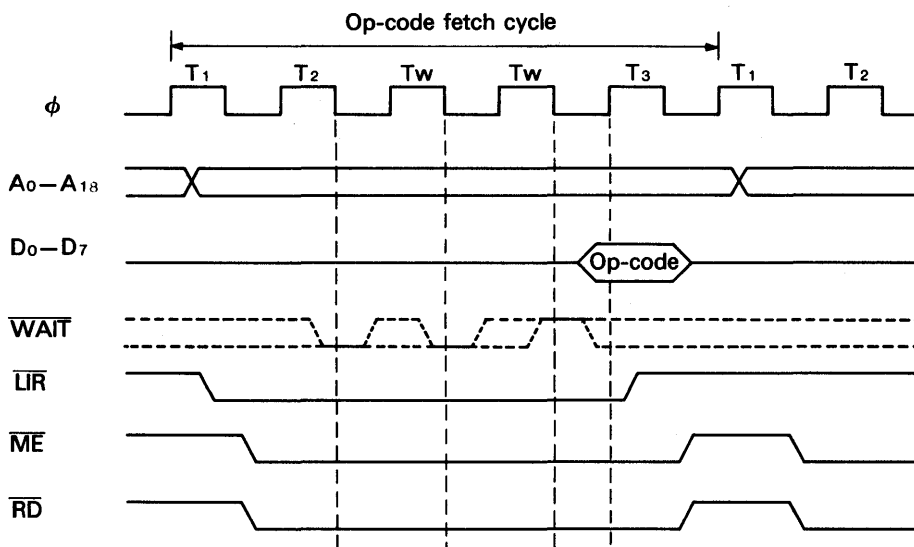 Op-code fetch cycle
T1 T2 Tw Tw T3 T1 T2
ϕ
A0—A18
D0—D7
Op-code
WAIT
LIR
ME
RD